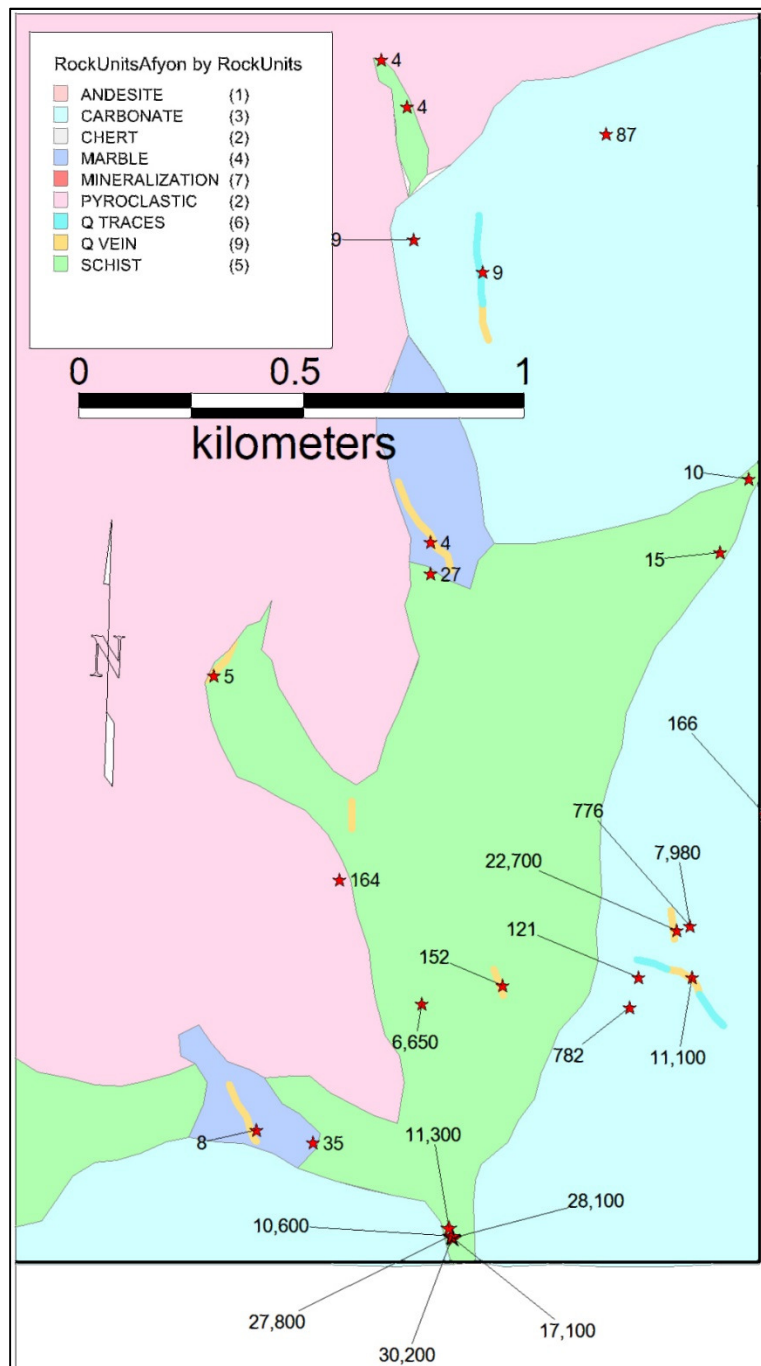 4
RockUnitsAfyon by RockUnits
ANDESITE (1)
4
CARBONATE (3)
87
CHERT (2)
MARBLE (4)
MINERALIZATION (7)
PYROCLASTIC (2)
Q TRACES (6)
9
Q VEIN (9)
9
SCHIST (5)
0 0.5 1
kilometers
10
4
15
27
N
5
166
776
7,980
22,700
164
121
152
6,650
782
11,100
8
35
11,300
28,100
10,600
27,800
17,100
30,200